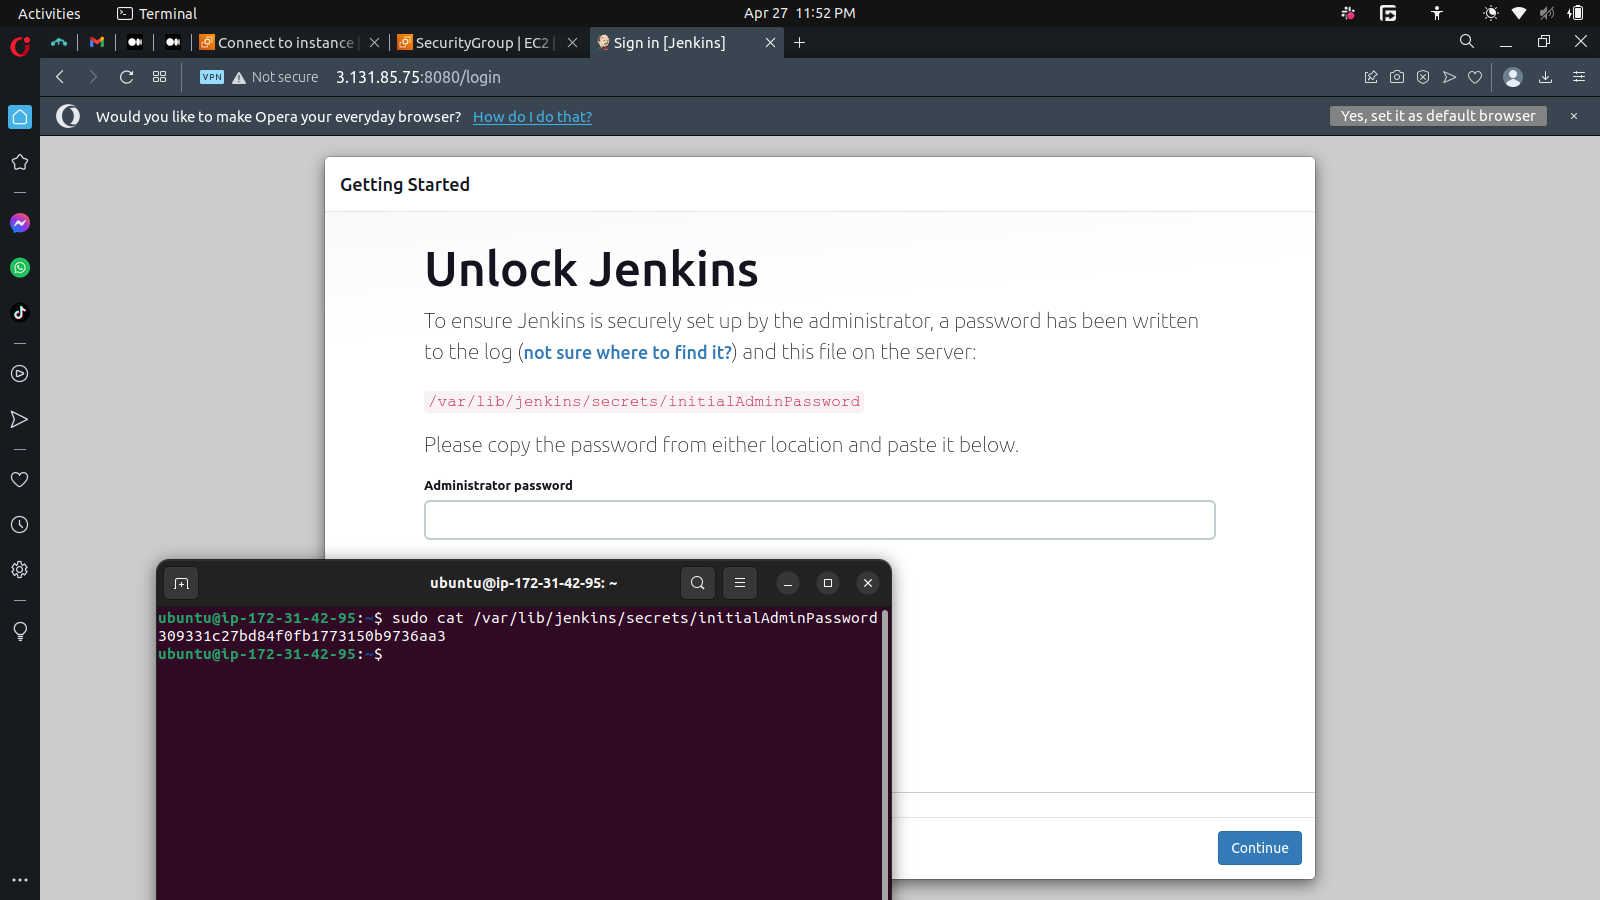 Activities
Terminal
Apr 27 11:52 PM
Connect to instance
SecurityGroup | EC2
Sign in [Jenkins]
VPN
Not secure
3.131.85.75:8080/login
Would you like to make Opera your everyday browser? How do I do that?
Yes, set it as default browser
Getting Started
Unlock Jenkins
To ensure Jenkins is securely set up by the administrator, a password has been written
to the log (not sure where to find it?) and this file on the server:
/var/lib/jenkins/secrets/initialAdminPassword
Please copy the password from either location and paste it below.
Administrator password
ubuntu@ip-172-31-42-95: ~
ubuntu@ip-172-31-42-95:~$ sudo cat /var/lib/jenkins/secrets/initialAdminPassword
309331c27bd84f0fb1773150b9736aa3
ubuntu@ip-172-31-42-95:~$
Continue